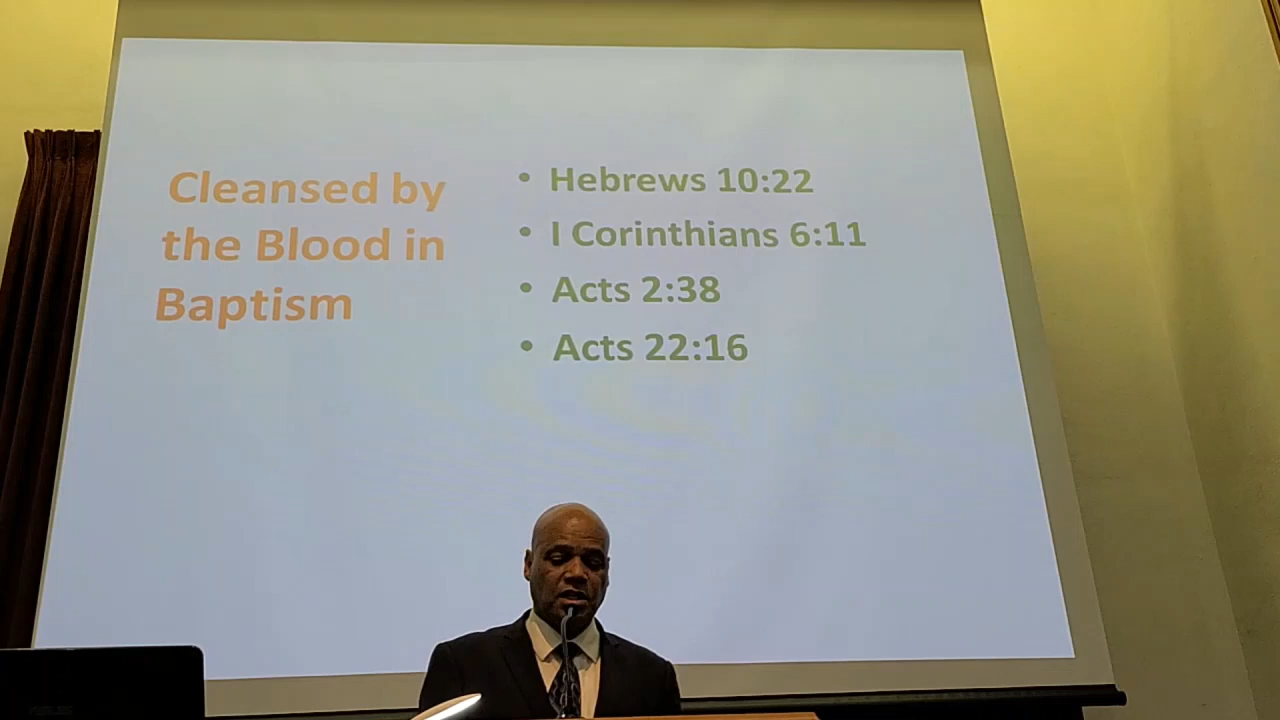 Cleansed by
the Blood in
Baptism
• Hebrews 10:22
• I Corinthians 6:11
• Acts 2:38
• Acts 22:16